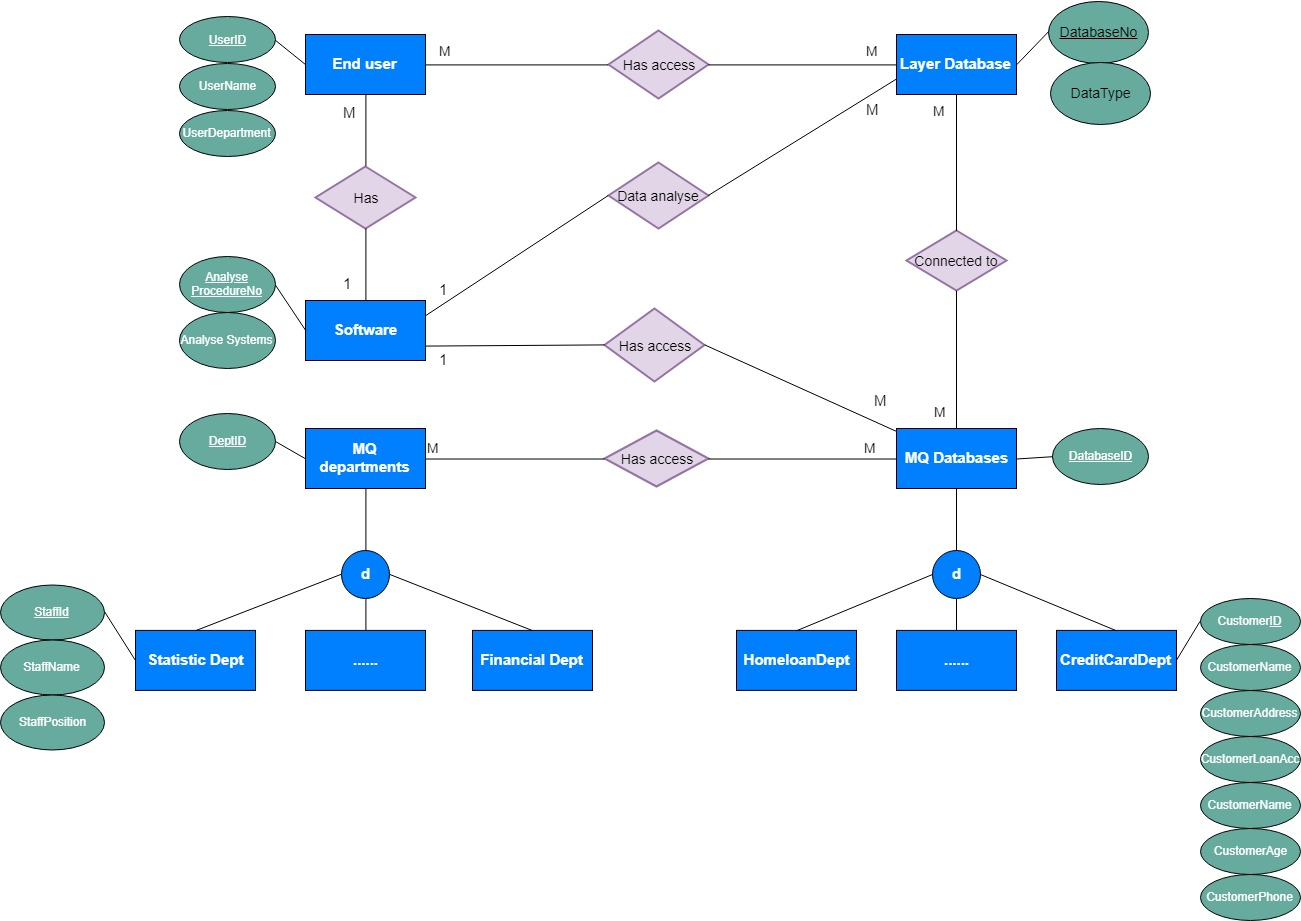 UserID
UserName
UserDepartment
End user
M
Has access
M
Layer Database
DatabaseNo
DataType
M
M
M
Has
Data analyse
Connected to
1
1
Analyse
ProcedureNo
Analyse Systems
Software
1
Has access
M
M
DeptID
MQ
departments
M
Has access
M
MQ Databases
DatabaseID
d
d
StaffId
StaffName
StaffPosition
Statistic Dept
......
Financial Dept
HomeloanDept
......
CreditCardDept
CustomerID
CustomerName
CustomerAddress
CustomerLoanAcc
CustomerName
CustomerAge
CustomerPhone